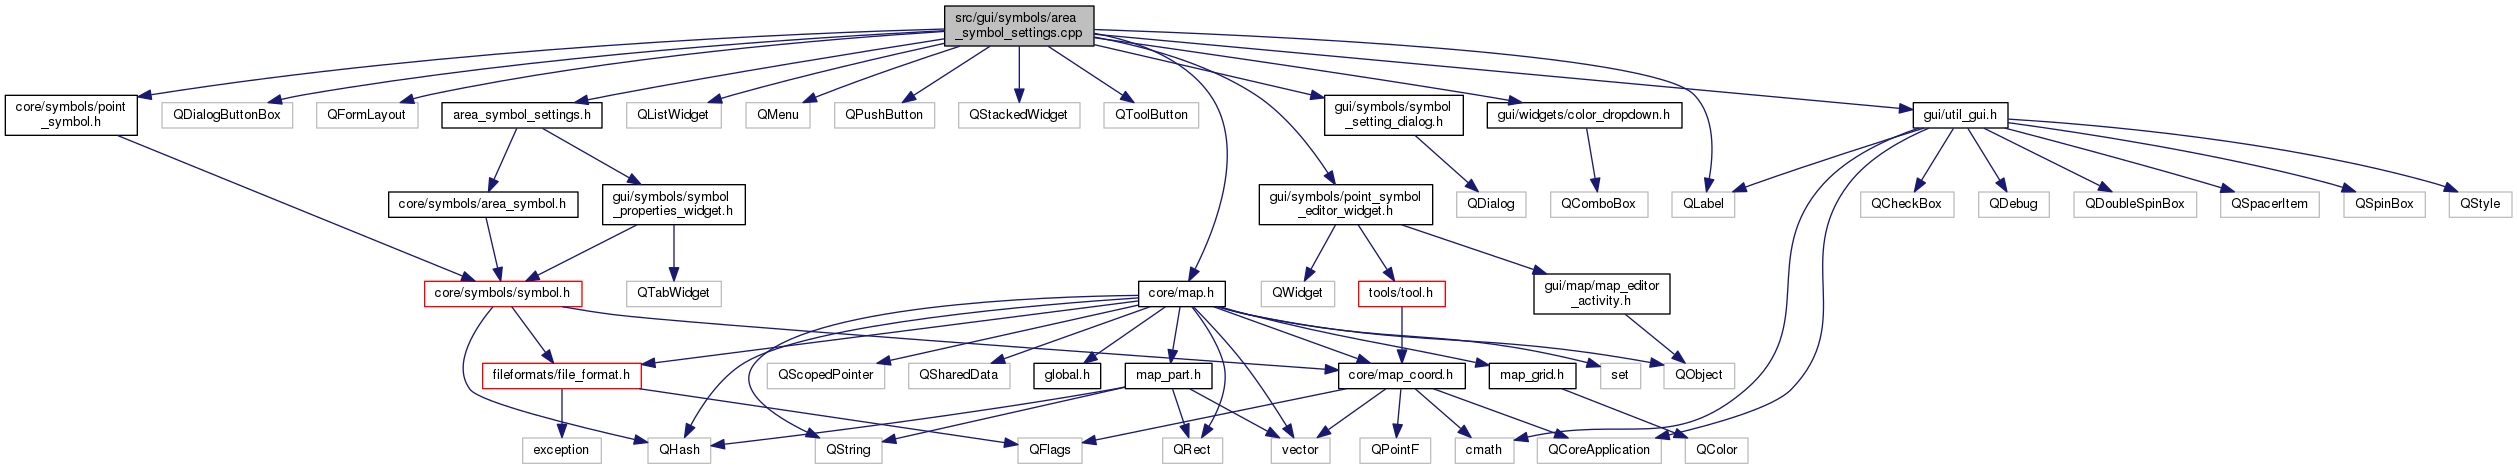 src/gui/symbols/area
_symbol_settings.cpp
core/symbols/point
_symbol.h
QDialogButtonBox
QFormLayout
area_symbol_settings.h
QListWidget
QMenu
QPushButton
QStackedWidget
QToolButton
gui/symbols/symbol
_setting_dialog.h
gui/widgets/color_dropdown.h
gui/util_gui.h
core/symbols/area_symbol.h
gui/symbols/symbol
_properties_widget.h
gui/symbols/point_symbol
_editor_widget.h
QDialog
QComboBox
QLabel
QCheckBox
QDebug
QDoubleSpinBox
QSpacerItem
QSpinBox
QStyle
core/symbols/symbol.h
QTabWidget
core/map.h
QWidget
tools/tool.h
gui/map/map_editor
_activity.h
fileformats/file_format.h
QScopedPointer
QSharedData
global.h
map_part.h
core/map_coord.h
map_grid.h
set
QObject
exception
QHash
QString
QFlags
QRect
vector
QPointF
cmath
QCoreApplication
QColor